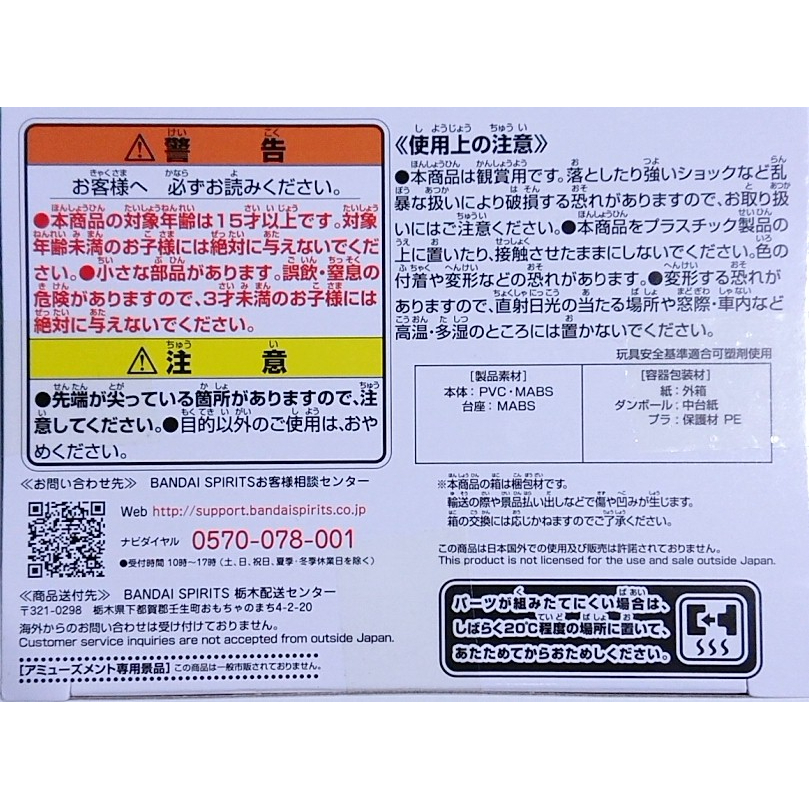 警告
お客様へ 必ずお読みください。
●本商品の対象年齢は15才以上です。対象
年齢未満のお子様には絶対に与えないでくだ
さい。●小さな部品があります。誤飲・窒息の
危険がありますので、3才未満のお子様には
絶対に与えないでください。
注意
●先端が尖っている箇所がありますので、注
意してください。●目的以外のご使用は、おや
めください。
≪お問い合わせ先≫ BANDAI SPIRITSお客様相談センター
Web http://support.bandaispirits.co.jp
ナビダイヤル 0570-078-001
●受付時間 10時～17時 (土、日、祝日、夏季・冬季休業日を除く)
≪商品送付先≫ BANDAI SPIRITS 栃木配送センター
〒321-0298 栃木県下都賀郡壬生町おもちゃのまち4-2-20
海外からのお問い合わせは受け付けておりません。
Customer service inquiries are not accepted from outside Japan.
[アミューズメント専用景品] この商品は一般市販されておりません。
≪使用上の注意≫
●本商品は観賞用です。落としたり強いショックなど乱
暴な扱いにより破損する恐れがありますので、お取り扱
いにはご注意ください。●本商品をプラスチック製品の
上に置いたり、接触させたままにしないでください。色の
付着や変形などの恐れがあります。●変形する恐れが
ありますので、直射日光の当たる場所や窓際・車内など
高温・多湿のところには置かないでください。
玩具安全基準適合可塑剤使用
[製品素材]
本体：PVC・MABS
台座：MABS
[容器包装材]
紙：外箱
ダンボール：中台紙
プラ：保護材 PE
※本商品の箱は梱包材です。
輸送の際や景品払い出しなどで傷や凹みが生じます。
箱の交換には応じかねますのでご了承ください。
この商品は日本国外での使用及び販売は許諾されておりません。
This product is not licensed for the use and sale outside Japan.
パーツが組みたてにくい場合は、
しばらく20℃程度の場所に置いて、
あたためてからおためしください。